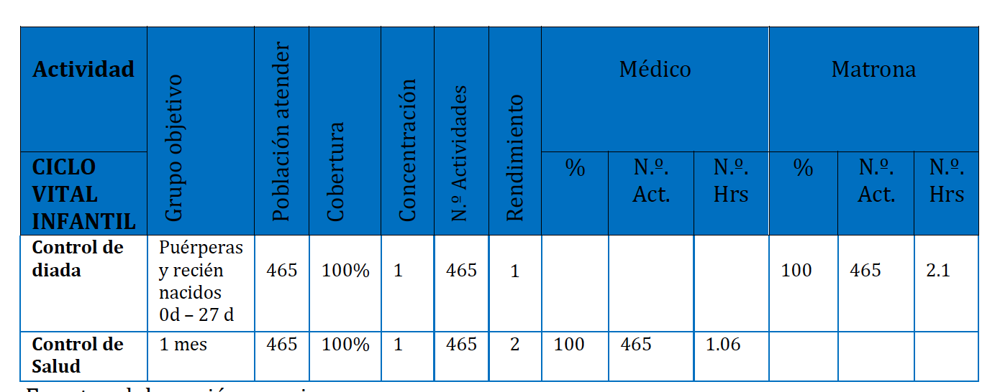 Actividad
Grupo objetivo
Población atender
Cobertura
Concentración
N.º Actividades
Rendimiento
Médico
Matrona
CICLO
VITAL
INFANTIL
%
N.º.
Act.
N.º.
Hrs
%
N.º.
Act.
N.º.
Hrs
Control de
diada
Puérperas
y recién
nacidos
0d – 27 d
465
100%
1
465
1
100
465
2.1
Control de
Salud
1 mes
465
100%
1
465
2
100
465
1.06